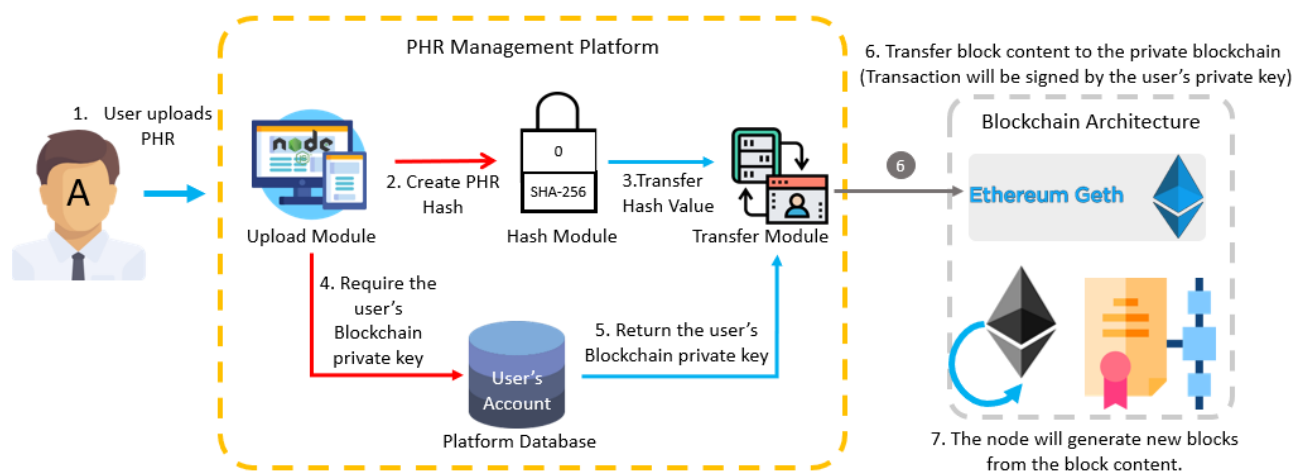 PHR Management Platform
6. Transfer block content to the private blockchain
(Transaction will be signed by the user's private key)
1. User uploads
PHR
A
node
2. Create PHR
Hash
0
SHA-256
3.Transfer
Hash Value
6
Blockchain Architecture
Ethereum Geth
Upload Module
Hash Module
Transfer Module
4. Require the
user's
Blockchain
private key
5. Return the user's
Blockchain private key
User's
Account
Platform Database
7. The node will generate new blocks
from the block content.